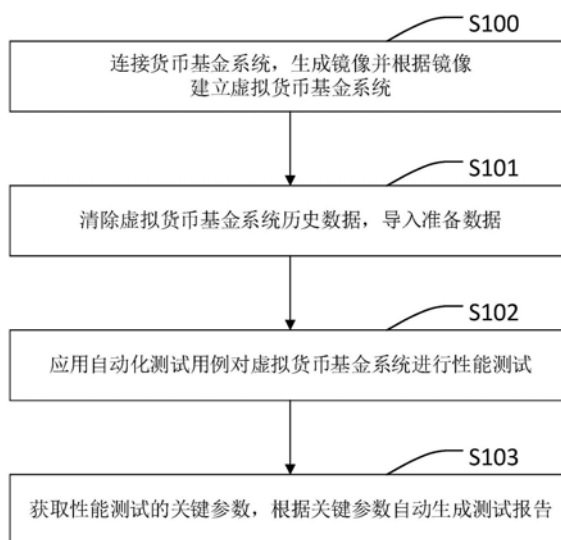 S100
连接货币基金系统，生成镜像并根据镜像
建立虚拟货币基金系统
S101
清除虚拟货币基金系统历史数据，导入准备数据
S102
应用自动化测试用例对虚拟货币基金系统进行性能测试
S103
获取性能测试的关键参数，根据关键参数自动生成测试报告